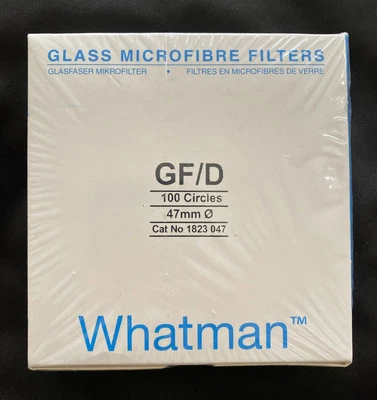 GLASS MICROFIBRE FILTERS
GLASFASER MIKROFILTER • FILTRES EN MICROFIBRES DE VERRE
GF/D
100 Circles
47mm Ø
Cat No 1823 047
Whatman™